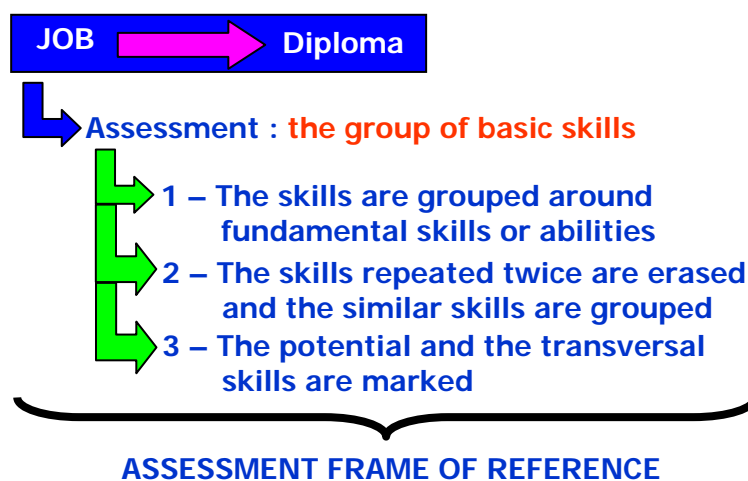 JOB Diploma
Assessment : the group of basic skills
1 – The skills are grouped around
fundamental skills or abilities
2 – The skills repeated twice are erased
and the similar skills are grouped
3 – The potential and the transversal
skills are marked
ASSESSMENT FRAME OF REFERENCE